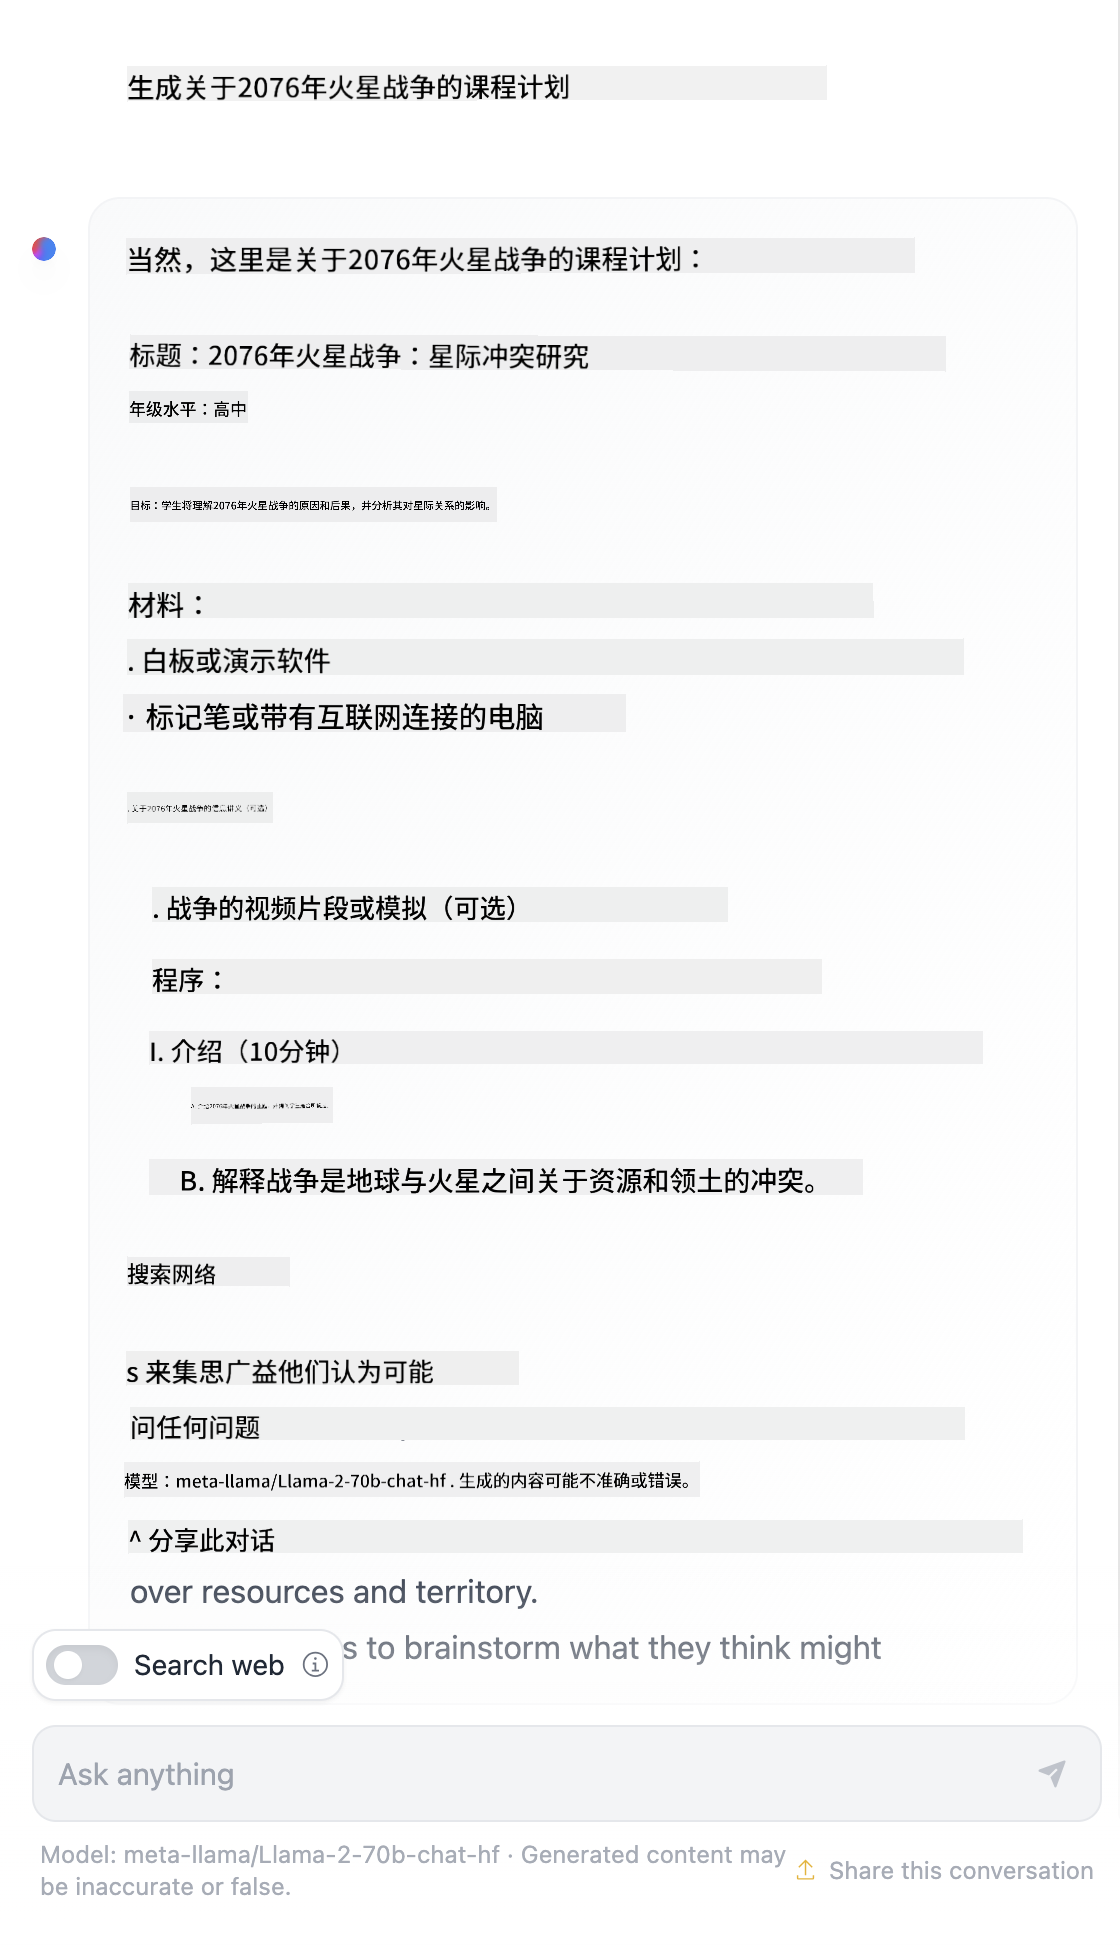 生成关于2076年火星战争的课程计划
当然，这里是关于2076年火星战争的课程计划：
标题：2076年火星战争：星际冲突研究
年级水平：高中
目标：学生将理解2076年火星战争的原因和后果，并分析其对星际关系的影响。
材料：
. 白板或演示软件
· 标记笔或带有互联网连接的电脑
. 关于2076年火星战争的信息讲义（可选）
. 战争的视频片段或模拟（可选）
程序：
I. 介绍（10分钟）
B. 解释战争是地球与火星之间关于资源和领土的冲突。
搜索网络
s 来集思广益他们认为可能
问任何问题
模型：meta-llama/Llama-2-70b-chat-hf . 生成的内容可能不准确或错误。
^ 分享此对话
over resources and territory.
s to brainstorm what they think might
Search web
Ask anything
Model: meta-llama/Llama-2-70b-chat-hf · Generated content may
be inaccurate or false.
Share this conversation